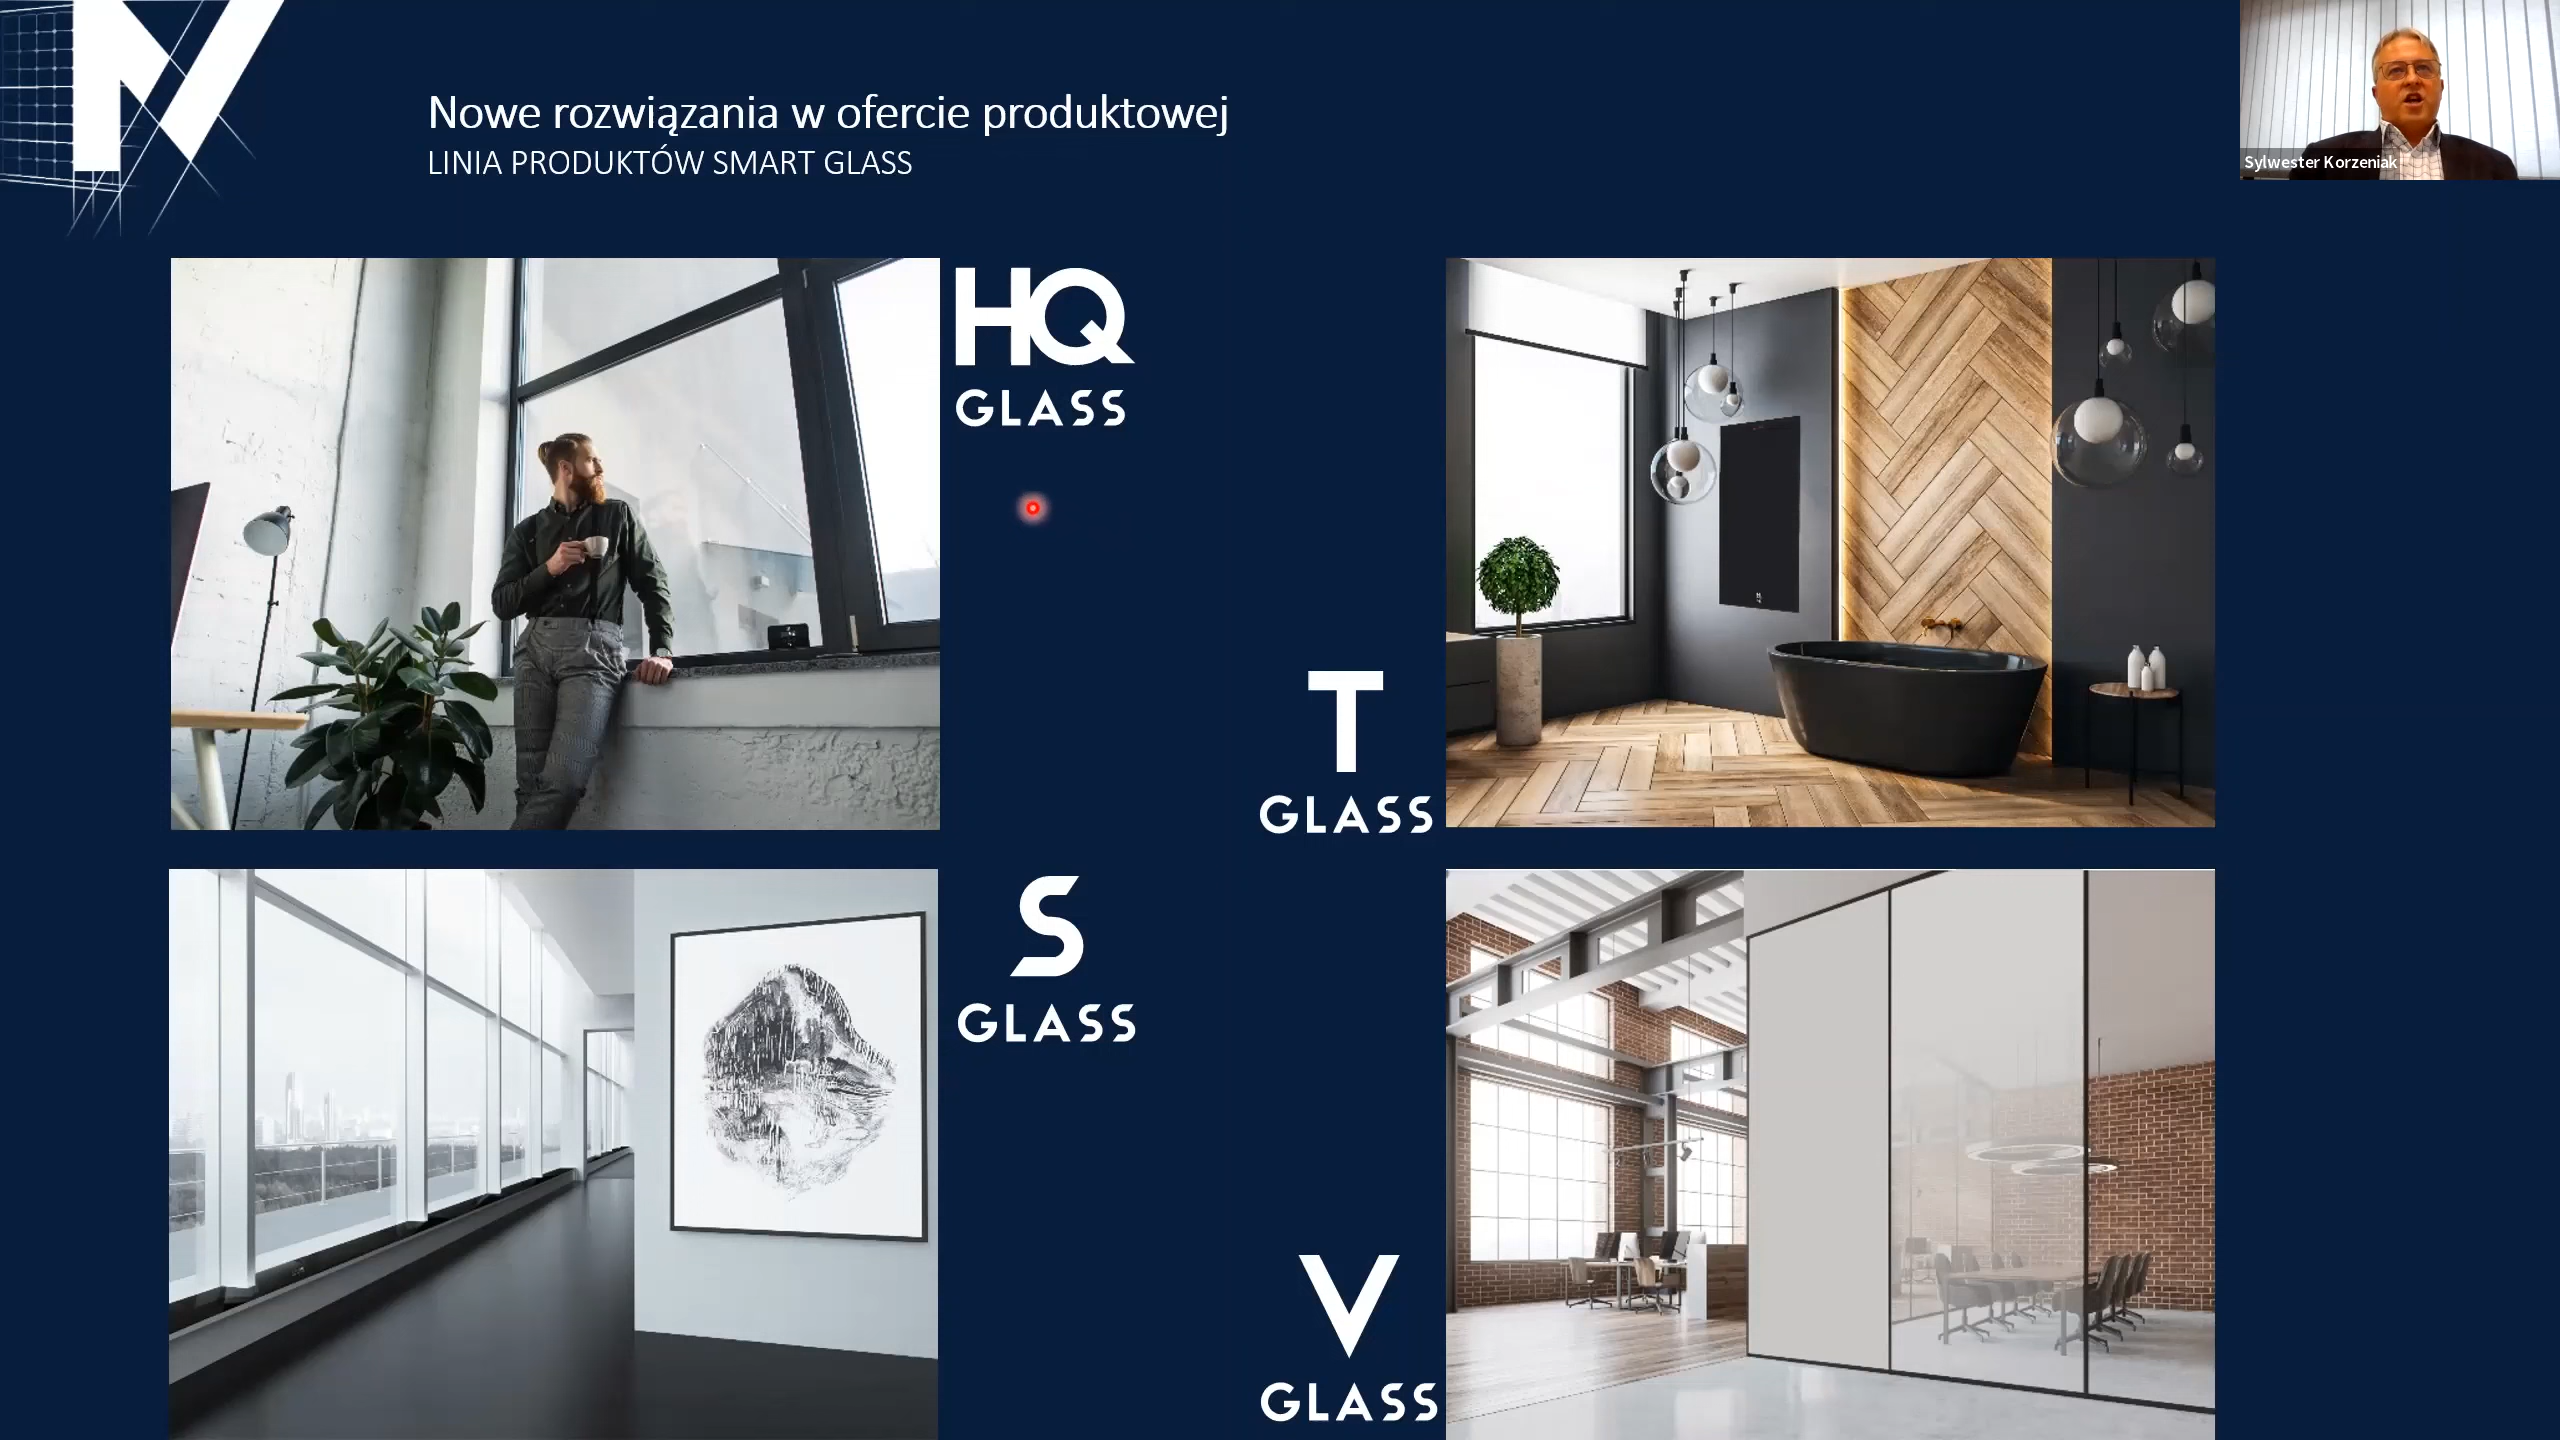 Nowe rozwiązania w ofercie produktowej
LINIA PRODUKTÓW SMART GLASS
Sylwester Korzeniak
HQ
GLASS
T
GLASS
S
GLASS
V
GLASS